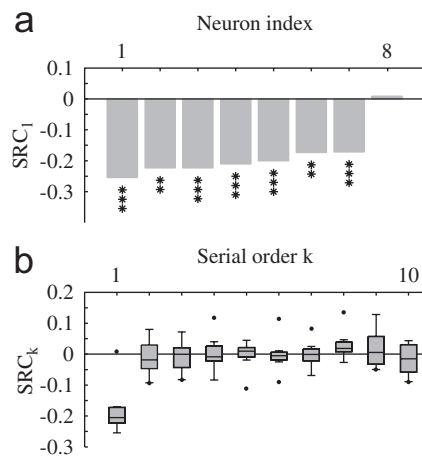 a
Neuron index
1 8
0.1
0
-0.1
-0.2
-0.3
SRC1
*** ** *** *** *** ** ***
b
Serial order k
1 10
0.2
0.1
0
-0.1
-0.2
-0.3
SRCk